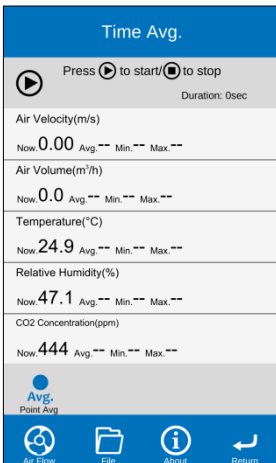 Time Avg.
Press to start/ to stop
Duration: 0sec
Air Velocity(m/s)
Now.0.00 Avg.-- Min.-- Max.--
Air Volume(m³/h)
Now.0.0 Avg.-- Min.-- Max.--
Temperature(°C)
Now.24.9 Avg.-- Min.-- Max.--
Relative Humidity(%)
Now.47.1 Avg.-- Min.-- Max.--
CO2 Concentration(ppm)
Now.444 Avg.-- Min.-- Max.--
Avg.
Point Avg
Air Flow File About Return